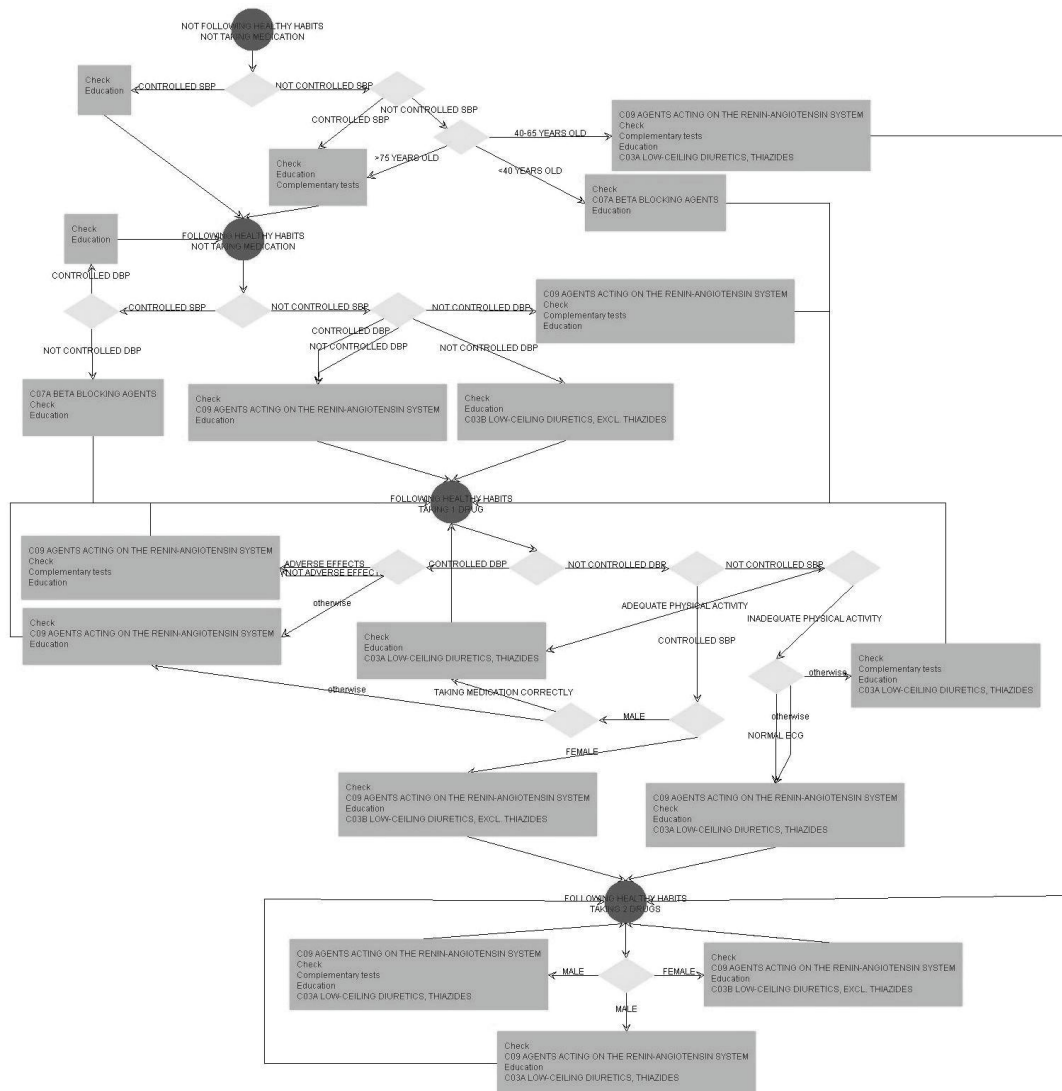 NOT FOLLOWING HEALTHY HABITS
NOT TAKING MEDICATION
Check
Education
CONTROLLED SBP
NOT CONTROLLED SBP
NOT CONTROLLED SBP
CONTROLLED SBP
40-65 YEARS OLD
C09 AGENTS ACTING ON THE RENIN-ANGIOTENSIN SYSTEM
Check
Complementary tests
Education
C03A LOW-CEILING DIURETICS, THIAZIDES
>75 YEARS OLD
Check
Education
Complementary tests
<40 YEARS OLD
Check
C07A BETA BLOCKING AGENTS
Education
Check
Education
FOLLOWING HEALTHY HABITS
NOT TAKING MEDICATION
CONTROLLED DBP
CONTROLLED SBP
NOT CONTROLLED SBP
NOT CONTROLLED DBP
C09 AGENTS ACTING ON THE RENIN-ANGIOTENSIN SYSTEM
Check
Complementary tests
Education
CONTROLLED DBP
NOT CONTROLLED DBP
NOT CONTROLLED DBP
NOT CONTROLLED DBP
C07A BETA BLOCKING AGENTS
Check
Education
Check
C09 AGENTS ACTING ON THE RENIN-ANGIOTENSIN SYSTEM
Education
Check
Education
C03B LOW-CEILING DIURETICS, EXCL. THIAZIDES
FOLLOWING HEALTHY HABITS
TAKING 1 DRUG
C09 AGENTS ACTING ON THE RENIN-ANGIOTENSIN SYSTEM
Check
Complementary tests
Education
ADVERSE EFFECTS
NOT ADVERSE EFFECT
CONTROLLED DBP
NOT CONTROLLED DBP
NOT CONTROLLED SBP
otherwise
ADEQUATE PHYSICAL ACTIVITY
INADEQUATE PHYSICAL ACTIVITY
Check
C09 AGENTS ACTING ON THE RENIN-ANGIOTENSIN SYSTEM
Education
Check
Education
C03A LOW-CEILING DIURETICS, THIAZIDES
CONTROLLED SBP
otherwise
Check
Complementary tests
Education
C03A LOW-CEILING DIURETICS, THIAZIDES
otherwise
TAKING MEDICATION CORRECTLY
MALE
otherwise
NORMAL ECG
FEMALE
Check
C09 AGENTS ACTING ON THE RENIN-ANGIOTENSIN SYSTEM
Education
C03B LOW-CEILING DIURETICS, EXCL. THIAZIDES
C09 AGENTS ACTING ON THE RENIN-ANGIOTENSIN SYSTEM
Check
Education
C03A LOW-CEILING DIURETICS, THIAZIDES
FOLLOWING HEALTHY HABITS
TAKING 2 DRUGS
C09 AGENTS ACTING ON THE RENIN-ANGIOTENSIN SYSTEM
Check
Complementary tests
Education
C03A LOW-CEILING DIURETICS, THIAZIDES
MALE
FEMALE
Check
C09 AGENTS ACTING ON THE RENIN-ANGIOTENSIN SYSTEM
Education
C03B LOW-CEILING DIURETICS, EXCL. THIAZIDES
MALE
Check
C09 AGENTS ACTING ON THE RENIN-ANGIOTENSIN SYSTEM
Education
C03A LOW-CEILING DIURETICS, THIAZIDES